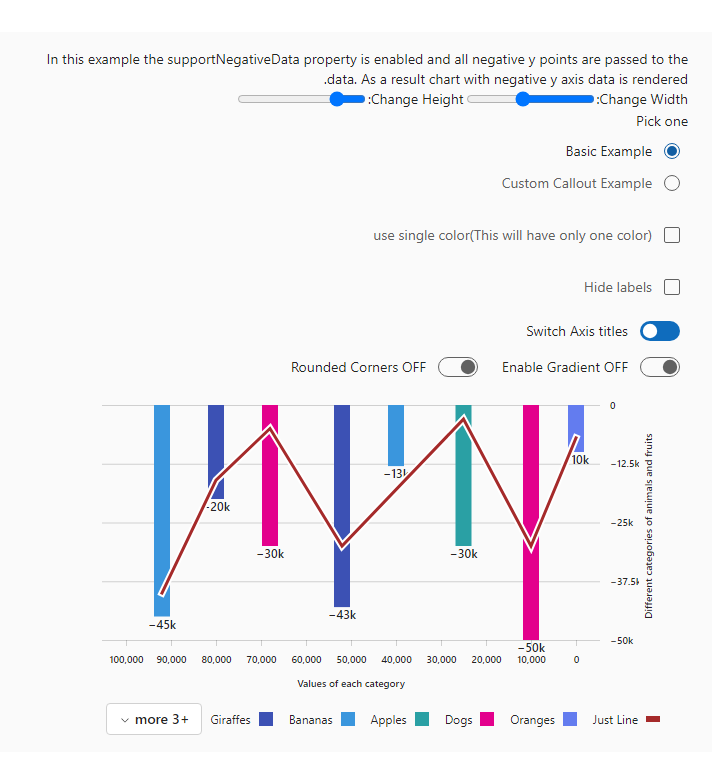 In this example the supportNegativeData property is enabled and all negative y points are passed to the
.data. As a result chart with negative y axis data is rendered
:Change Height :Change Width
Pick one
Basic Example
Custom Callout Example
use single color(This will have only one color)
Hide labels
Switch Axis titles
Rounded Corners OFF Enable Gradient OFF
0
−12.5k
−25k
−37.5k
−50k
Different categories of animals and fruits
−45k
−20k
−30k
−43k
−13k
−30k
−50k
10k
100,000 90,000 80,000 70,000 60,000 50,000 40,000 30,000 20,000 10,000 0
Values of each category
more 3+ Giraffes Bananas Apples Dogs Oranges Just Line